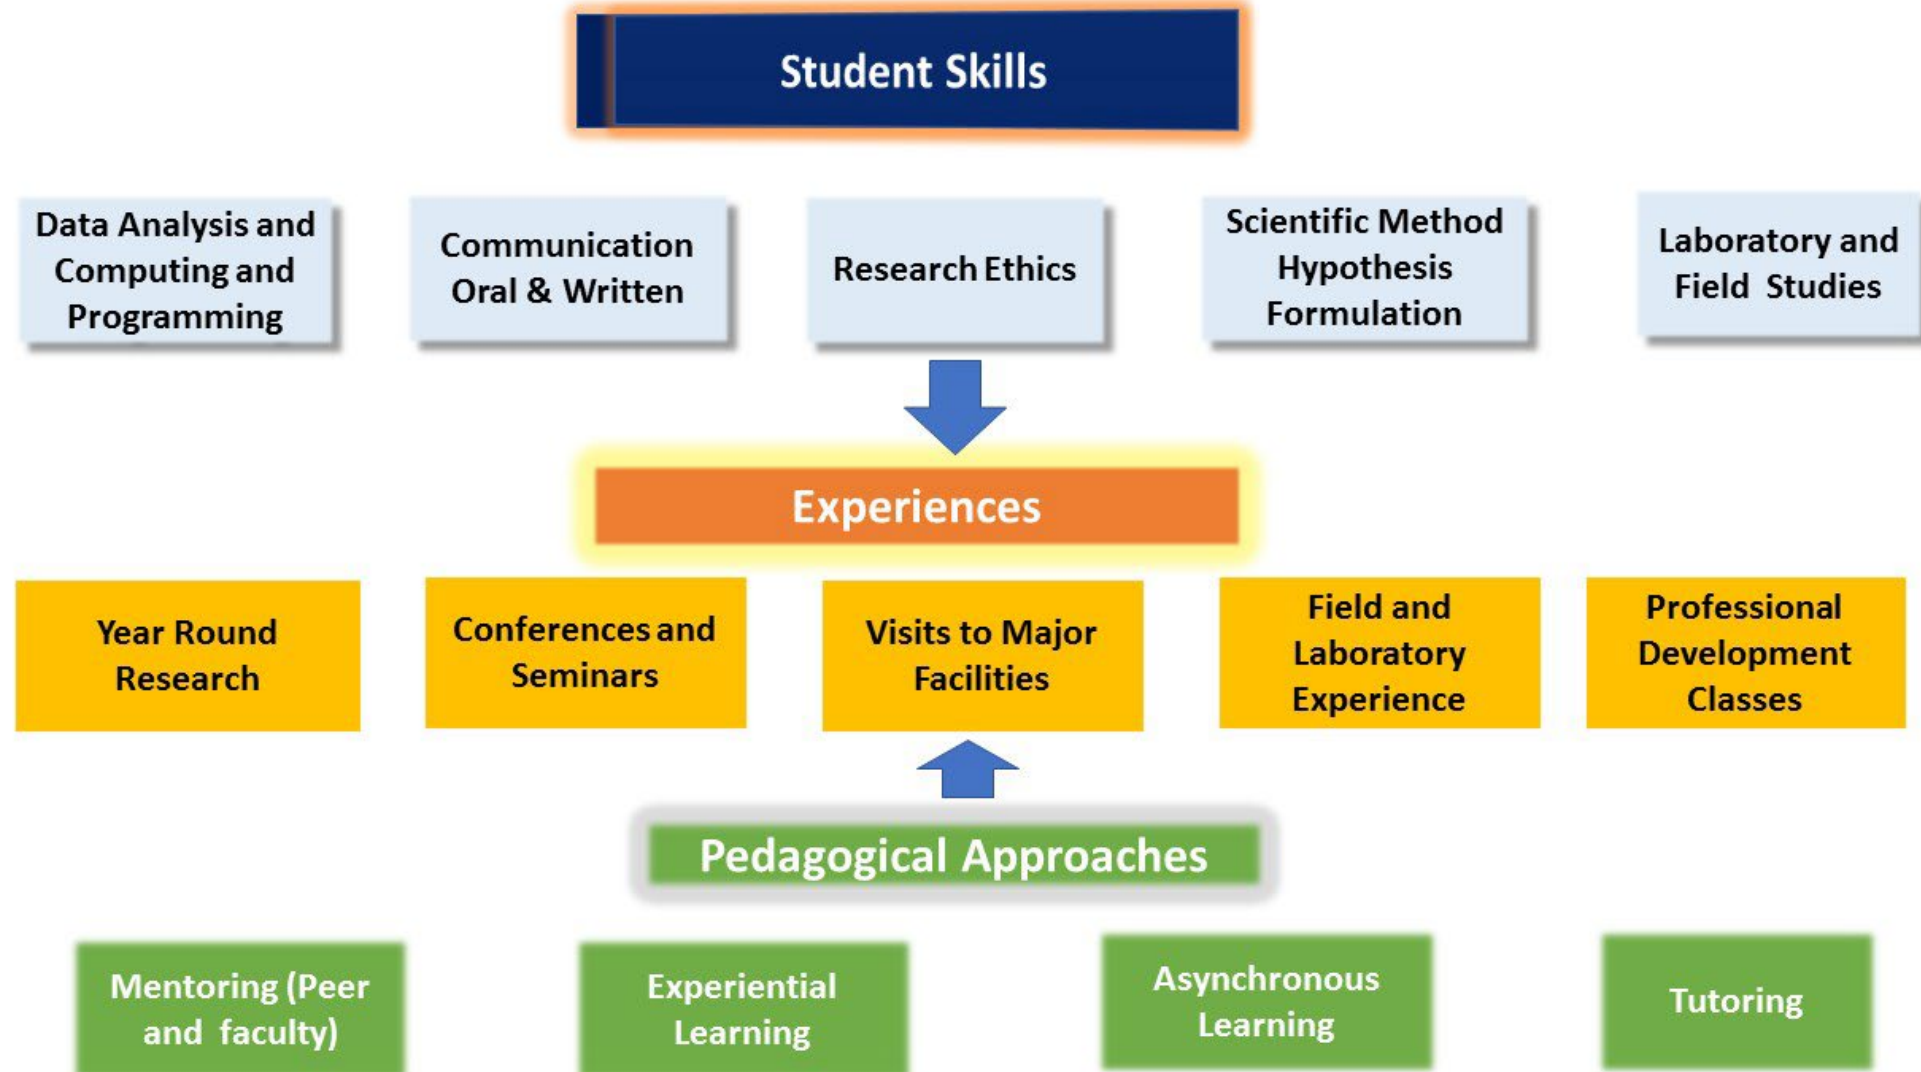 Student Skills
Data Analysis and
Computing and
Programming
Communication
Oral & Written
Research Ethics
Scientific Method
Hypothesis
Formulation
Laboratory and
Field Studies
Experiences
Year Round
Research
Conferences and
Seminars
Visits to Major
Facilities
Field and
Laboratory
Experience
Professional
Development
Classes
Pedagogical Approaches
Mentoring (Peer
and faculty)
Experiential
Learning
Asynchronous
Learning
Tutoring